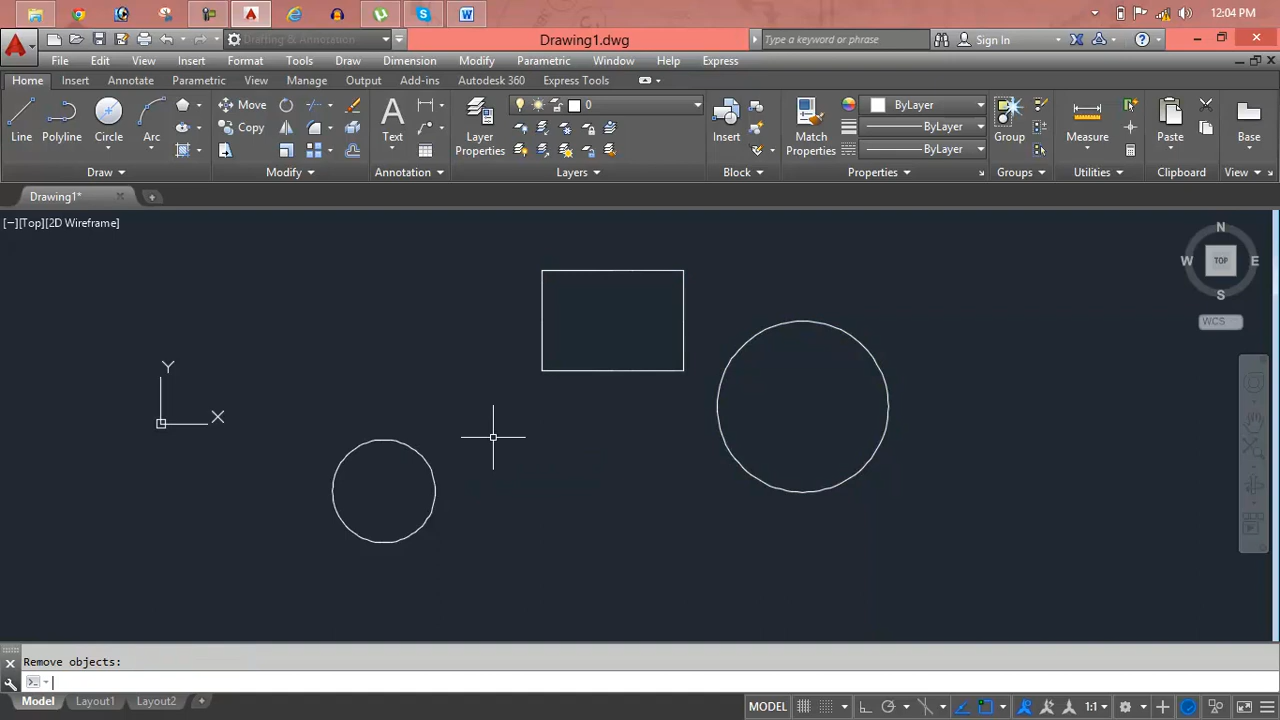 12:04 PM
Drafting & Annotation
Drawing1.dwg
Type a keyword or phrase
Sign In
File Edit View Insert Format Tools Draw Dimension Modify Parametric Window Help Express
Home Insert Annotate Parametric View Manage Output Add-ins Autodesk 360 Express Tools
Move
0
ByLayer
Copy
ByLayer
Line Polyline Circle Arc
Text
Layer Properties
Insert
Match Properties
ByLayer
Group
Measure
Paste
Base
Draw Modify Annotation Layers Block Properties Groups Utilities Clipboard View
Drawing1*
[−][Top][2D Wireframe]
N
W TOP E
S
WCS
Y
X
Remove objects:
Model Layout1 Layout2
MODEL
1:1